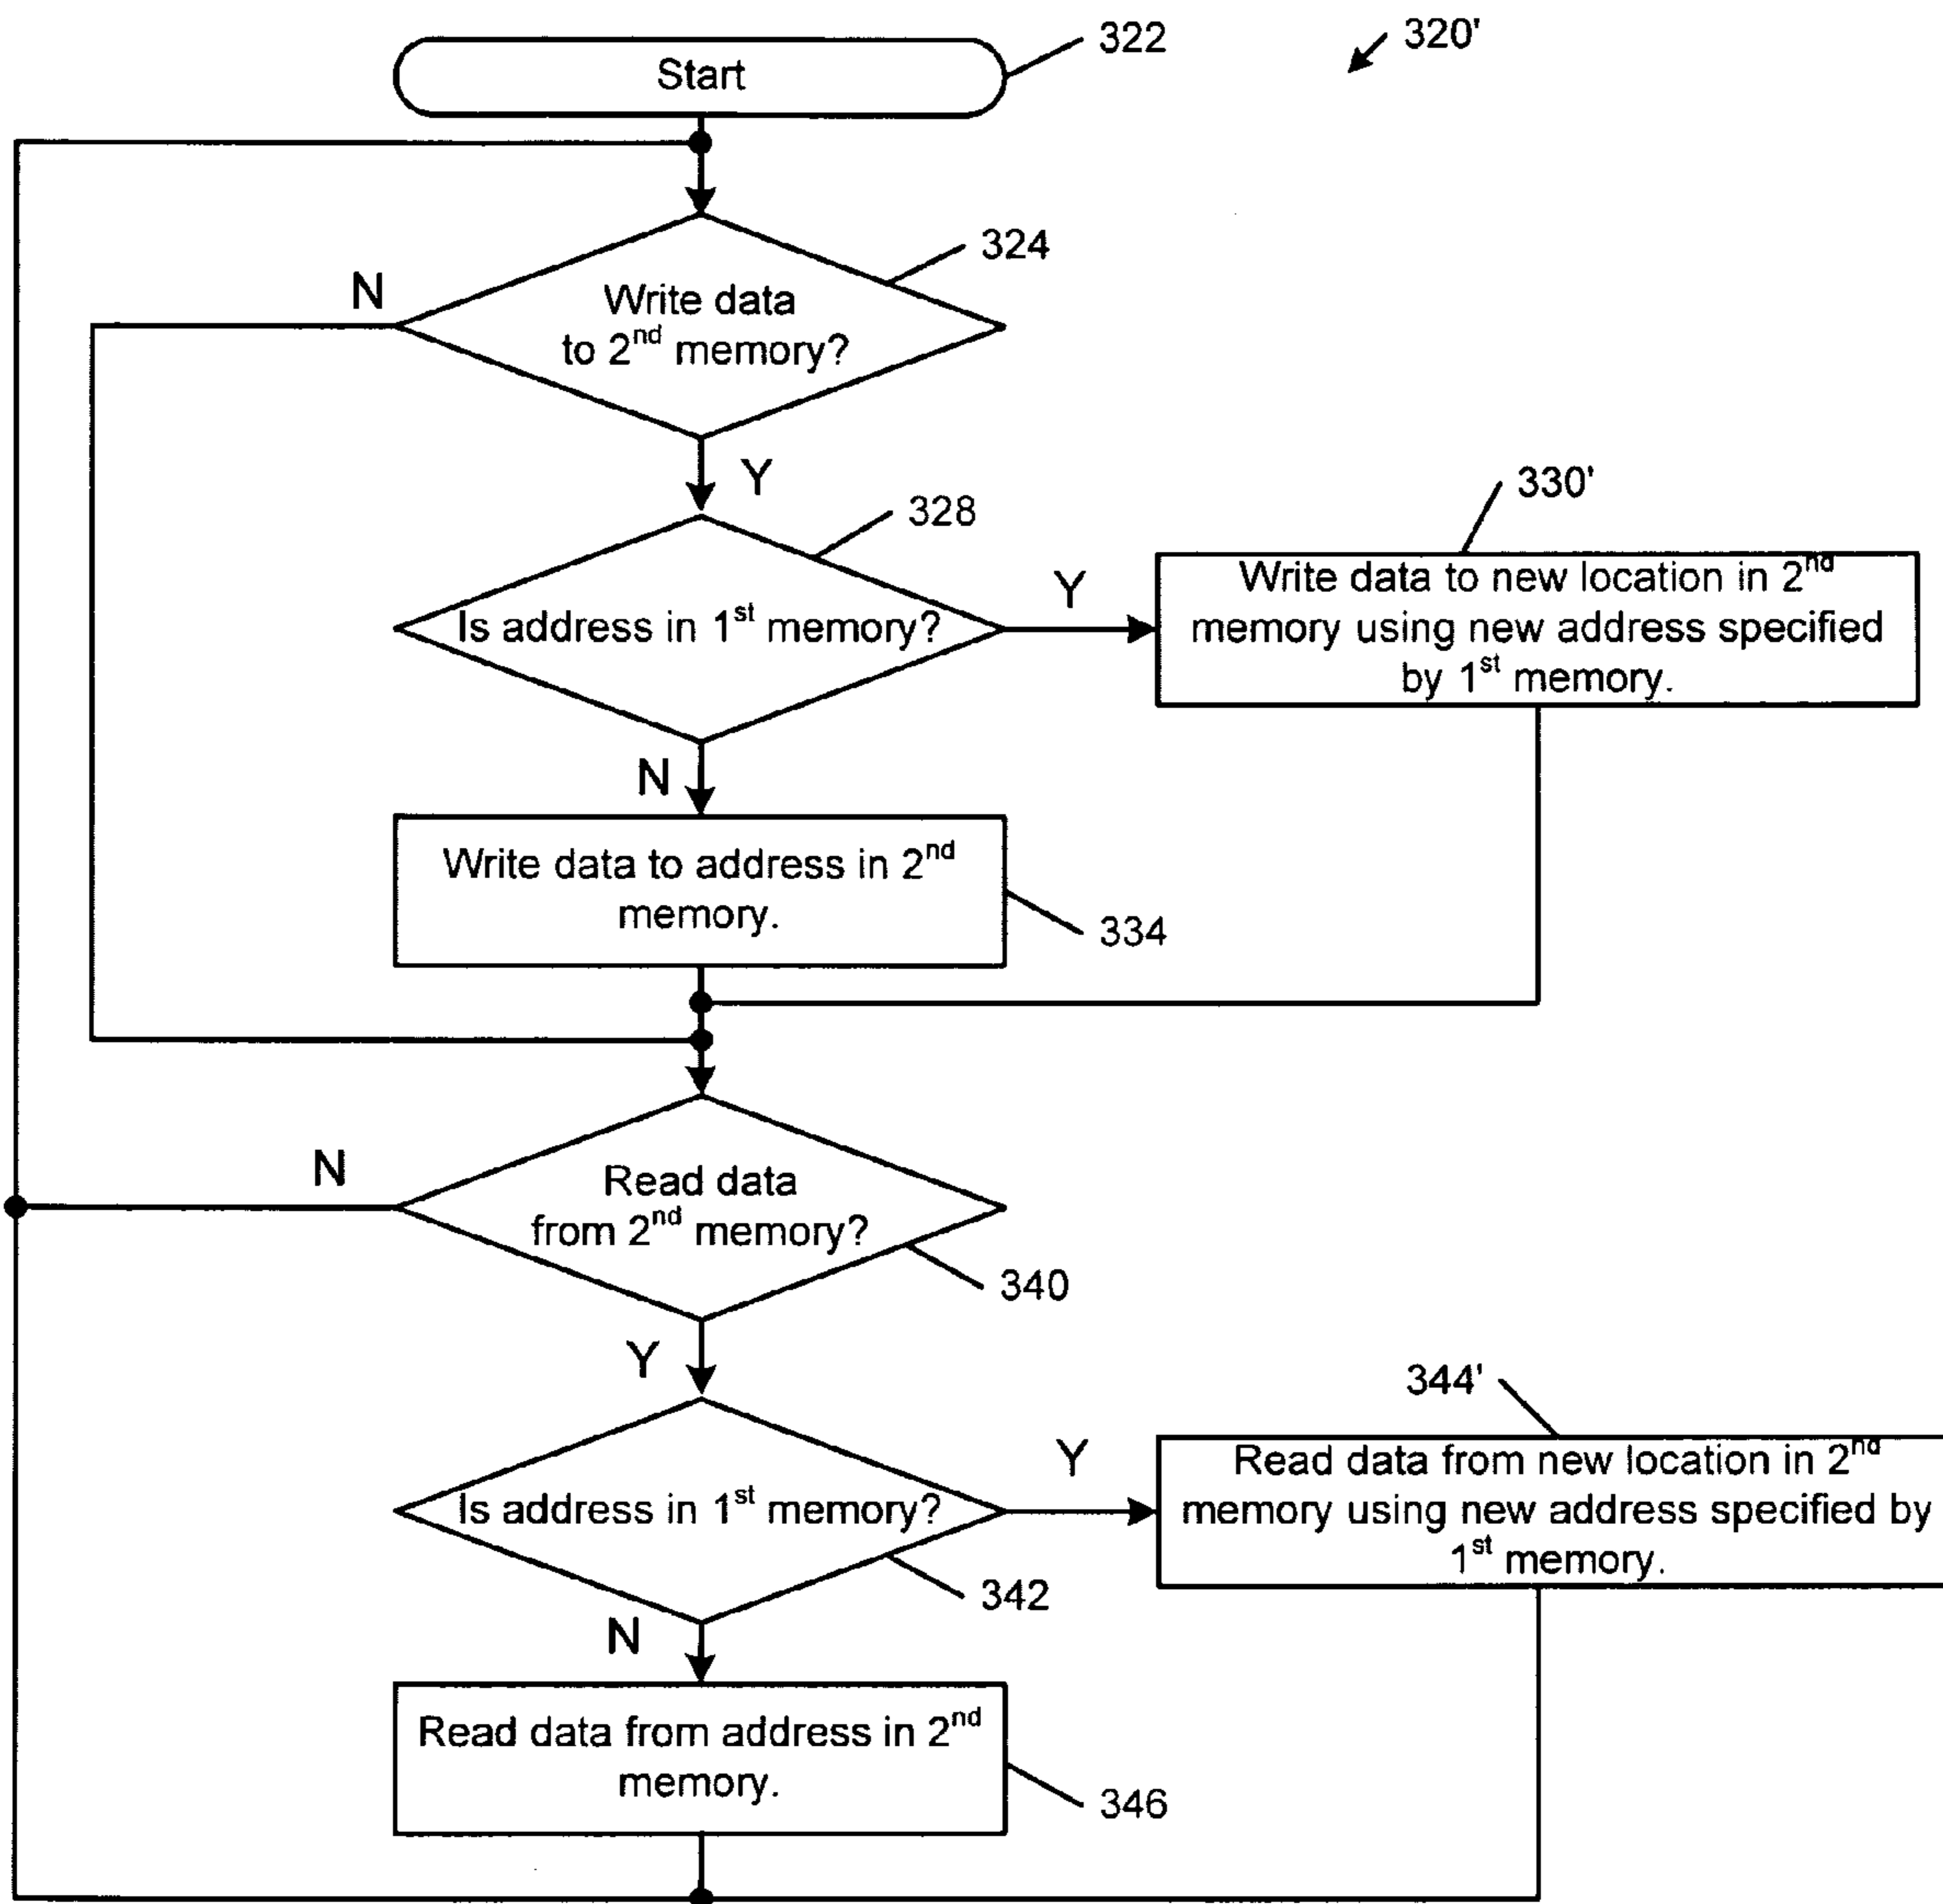 322
320'
Start
324
N
Write data
to 2nd memory?
Y
328
330'
Is address in 1st memory?
Y
Write data to new location in 2nd
memory using new address specified
by 1st memory.
N
Write data to address in 2nd
memory.
334
N
Read data
from 2nd memory?
340
Y
344'
Is address in 1st memory?
Y
Read data from new location in 2nd
memory using new address specified by
1st memory.
342
N
Read data from address in 2nd
memory.
346